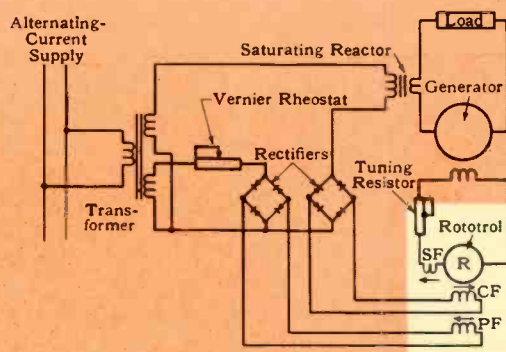 Alternating-
Current
Supply
Load
Saturating Reactor
Generator
Vernier Rheostat
Rectifiers
Tuning
Resistor
Trans-
former
Rototrol
SF
R
CF
PF